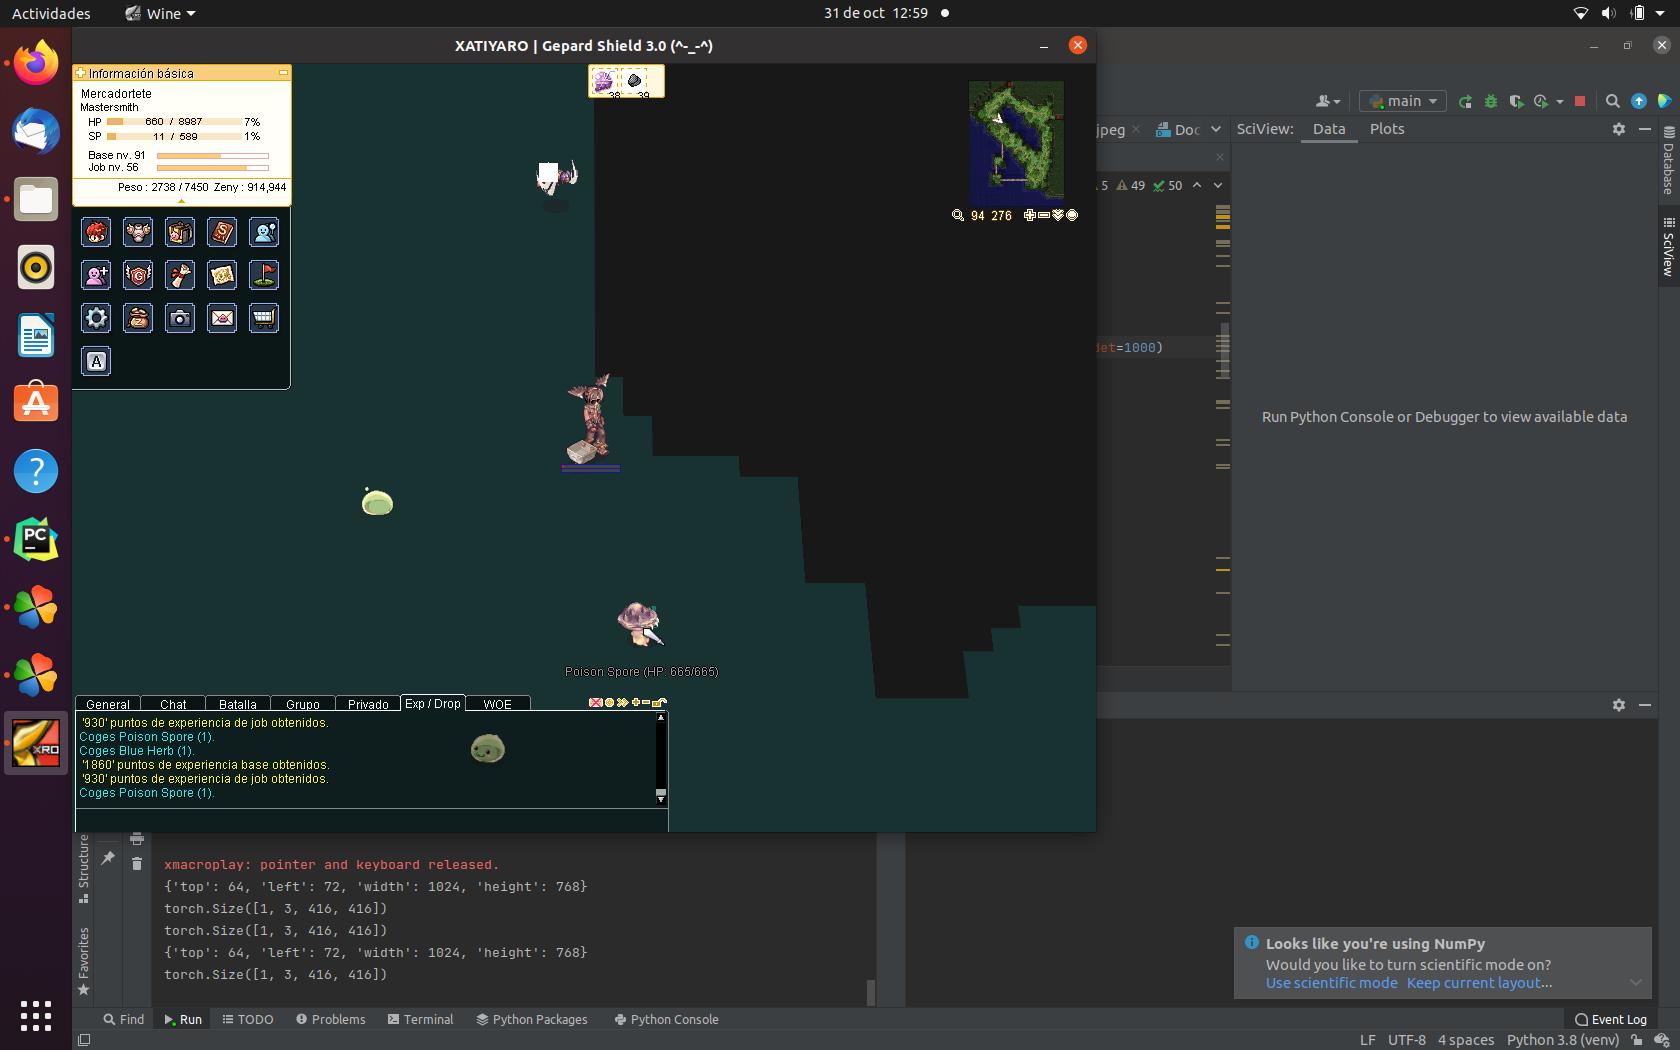 Actividades
Wine
31 de oct 12:59
XATIYARO | Gepard Shield 3.0 (^-_-^)
Información básica
Mercadortete
Mastersmith
HP 660 / 8987 7%
SP 11 / 589 1%
Base nv. 91
Job nv. 56
Peso : 2738 / 7450 Zeny : 914,944
38 39
94 276
A
Poison Spore (HP: 665/665)
General Chat Batalla Grupo Privado Exp / Drop WOE
'930' puntos de experiencia de job obtenidos.
Coges Poison Spore (1).
Coges Blue Herb (1).
'1860' puntos de experiencia base obtenidos.
'930' puntos de experiencia de job obtenidos.
Coges Poison Spore (1).
PC
XRO
main
jpeg Doc SciView: Data Plots
5 49 50
det=1000)
Run Python Console or Debugger to view available data
Database
SciView
Structure
Favorites
xmacroplay: pointer and keyboard released.
{'top': 64, 'left': 72, 'width': 1024, 'height': 768}
torch.Size([1, 3, 416, 416])
torch.Size([1, 3, 416, 416])
{'top': 64, 'left': 72, 'width': 1024, 'height': 768}
torch.Size([1, 3, 416, 416])
Looks like you're using NumPy
Would you like to turn scientific mode on?
Use scientific mode Keep current layout...
Find Run TODO Problems Terminal Python Packages Python Console Event Log
LF UTF-8 4 spaces Python 3.8 (venv)